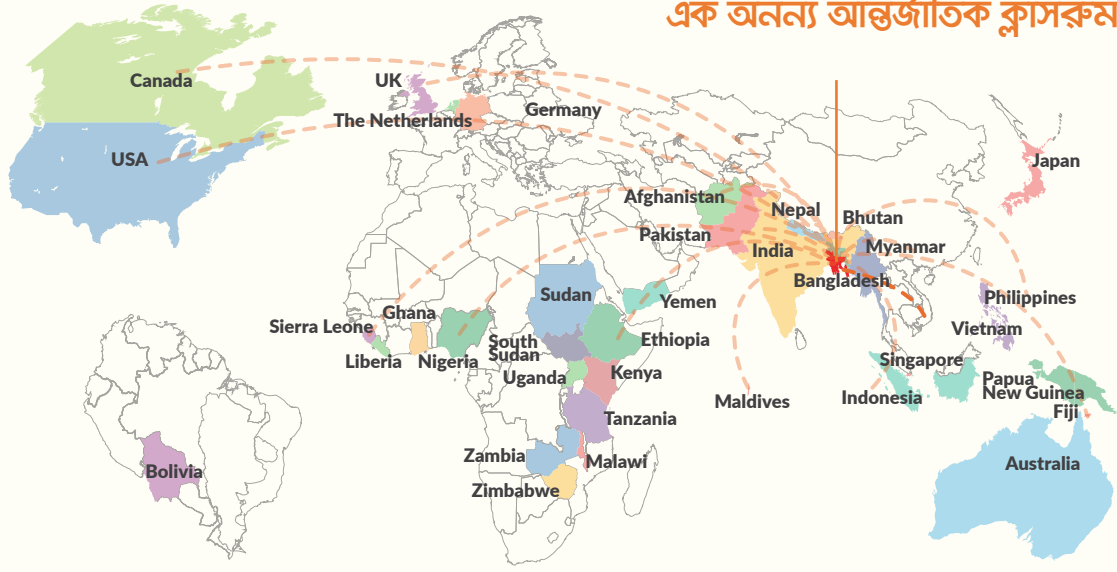 এক অনন্য আন্তর্জাতিক ক্লাসরুম
Canada
UK
The Netherlands
Germany
USA
Japan
Afghanistan
Nepal
Bhutan
Pakistan
India
Myanmar
Bangladesh
Sudan
Yemen
Philippines
Ghana
Sierra Leone
Vietnam
Liberia
Nigeria
South
Sudan
Ethiopia
Uganda
Kenya
Singapore
Maldives
Indonesia
Papua
New Guinea
Fiji
Tanzania
Zambia
Malawi
Australia
Bolivia
Zimbabwe